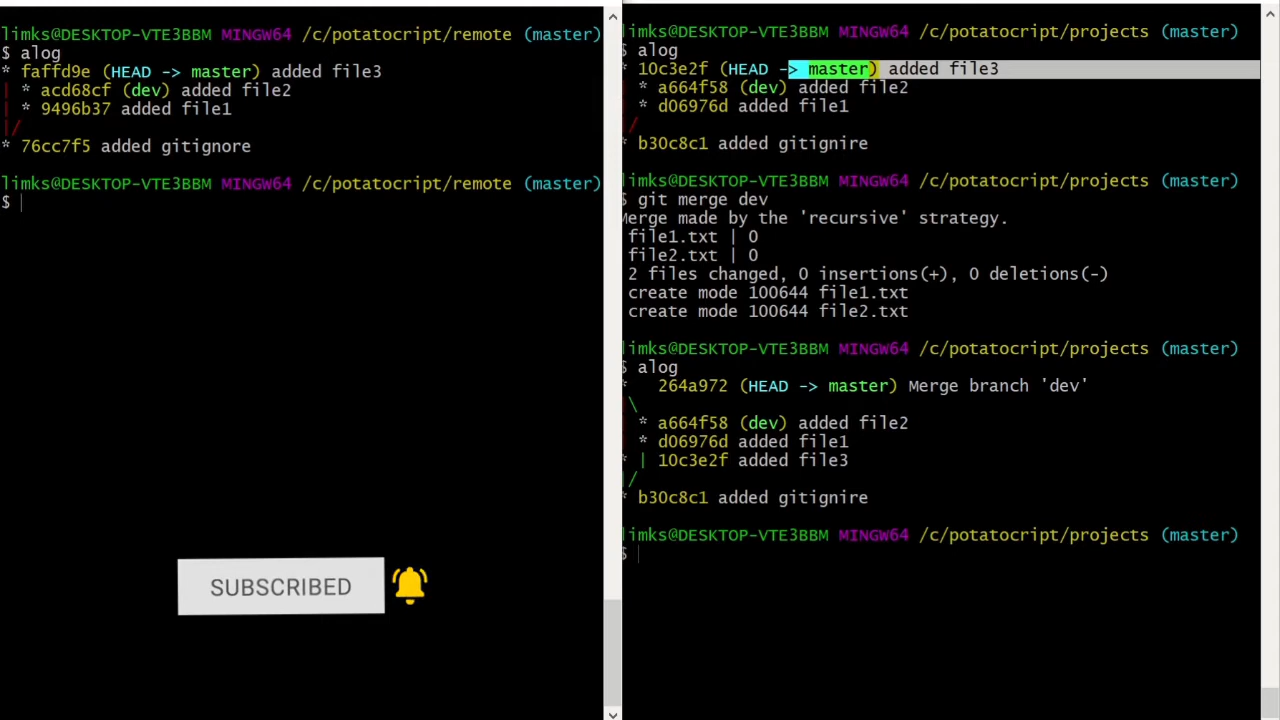 limks@DESKTOP-VTE3BBM MINGW64 /c/potatocript/remote (master)
$ alog
* faffd9e (HEAD -> master) added file3
| * acd68cf (dev) added file2
| * 9496b37 added file1
|/
* 76cc7f5 added gitignore
limks@DESKTOP-VTE3BBM MINGW64 /c/potatocript/remote (master)
$
SUBSCRIBED
limks@DESKTOP-VTE3BBM MINGW64 /c/potatocript/projects (master)
$ alog
* 10c3e2f (HEAD -> master) added file3
| * a664f58 (dev) added file2
| * d06976d added file1
|/
* b30c8c1 added gitignire
limks@DESKTOP-VTE3BBM MINGW64 /c/potatocript/projects (master)
$ git merge dev
Merge made by the 'recursive' strategy.
file1.txt | 0
file2.txt | 0
2 files changed, 0 insertions(+), 0 deletions(-)
create mode 100644 file1.txt
create mode 100644 file2.txt
limks@DESKTOP-VTE3BBM MINGW64 /c/potatocript/projects (master)
$ alog
*   264a972 (HEAD -> master) Merge branch 'dev'
|\
| * a664f58 (dev) added file2
| * d06976d added file1
* | 10c3e2f added file3
|/
* b30c8c1 added gitignire
limks@DESKTOP-VTE3BBM MINGW64 /c/potatocript/projects (master)
$